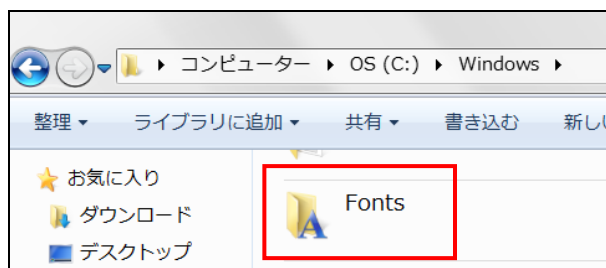 コンピューター ▸ OS (C:) ▸ Windows ▸
整理 ▾ ライブラリに追加 ▾ 共有 ▾ 書き込む 新し
お気に入り
Fonts
ダウンロード
デスクトップ